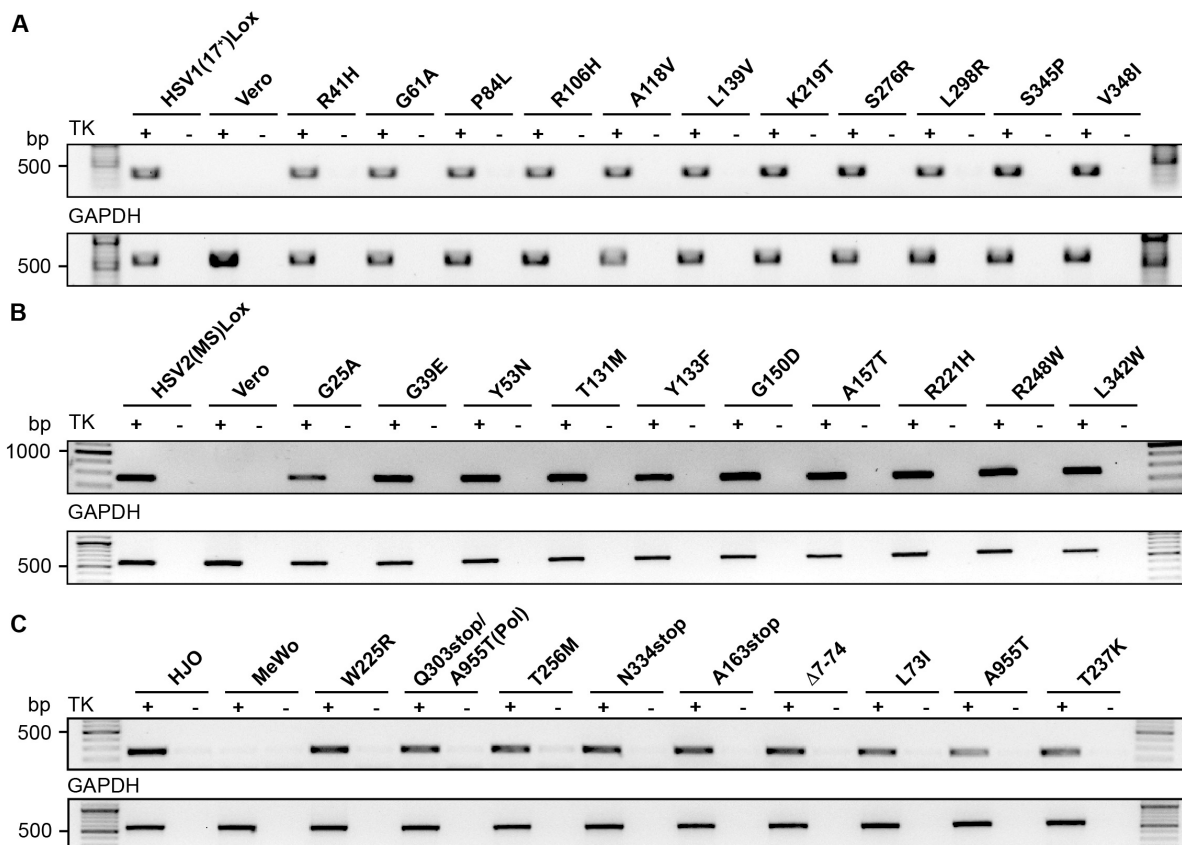 A
HSV1(17+)Lox Vero R41H G61A P84L R106H A118V L139V K219T S276R L298R S345P V348I
TK + - + - + - + - + - + - + - + - + - + - + - + - + -
bp
500
GAPDH
500
B
HSV2(MS)Lox Vero G25A G39E Y53N T131M Y133F G150D A157T R221H R248W L342W
bp TK + - + - + - + - + - + - + - + - + - + - + - + -
1000
GAPDH
500
C
HJO MeWo W225R Q303stop/ A955T(Pol) T256M N334stop A163stop Δ7-74 L73I A955T T237K
bp TK + - + - + - + - + - + - + - + - + - + - + -
500
GAPDH
500